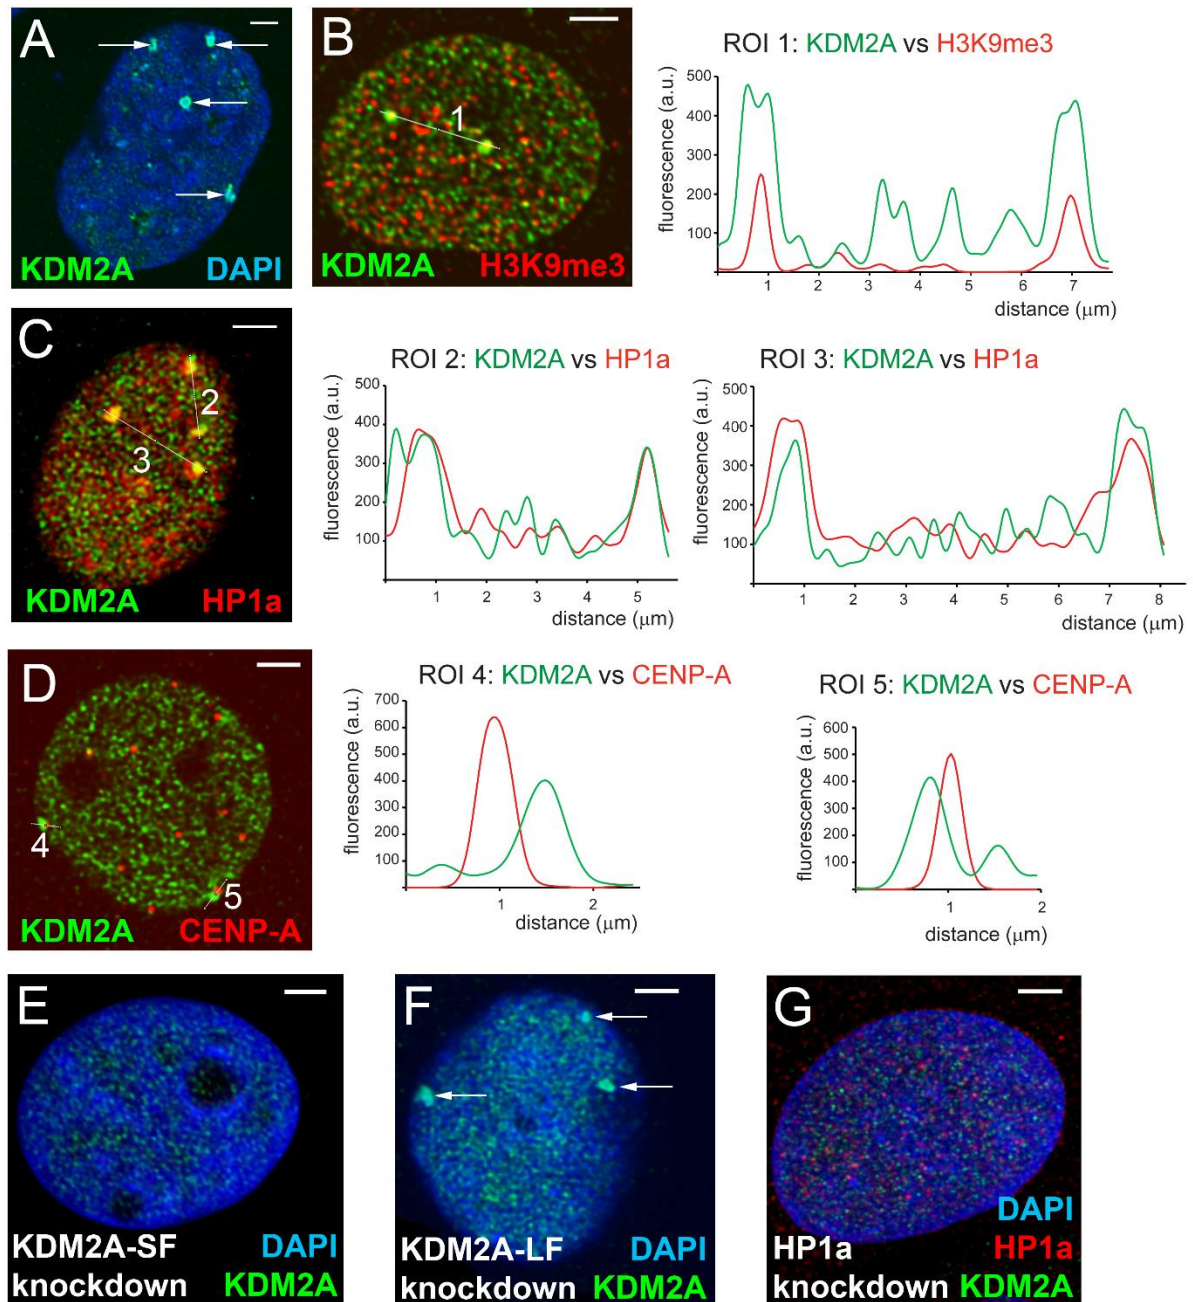 A
KDM2A DAPI
B
1
KDM2A H3K9me3
ROI 1: KDM2A vs H3K9me3
fluorescence (a.u.)
500
400
300
200
100
1 2 3 4 5 6 7
distance (μm)
C
2
3
KDM2A HP1a
ROI 2: KDM2A vs HP1a
fluorescence (a.u.)
500
400
300
200
100
1 2 3 4 5
distance (μm)
ROI 3: KDM2A vs HP1a
fluorescence (a.u.)
500
400
300
200
100
1 2 3 4 5 6 7 8
distance (μm)
D
4
5
KDM2A CENP-A
ROI 4: KDM2A vs CENP-A
fluorescence (a.u.)
700
600
500
400
300
200
100
1 2
distance (μm)
ROI 5: KDM2A vs CENP-A
fluorescence (a.u.)
600
500
400
300
200
100
1 2
distance (μm)
E
KDM2A-SF DAPI
knockdown KDM2A
F
KDM2A-LF DAPI
knockdown KDM2A
G
DAPI
HP1a HP1a
knockdown KDM2A